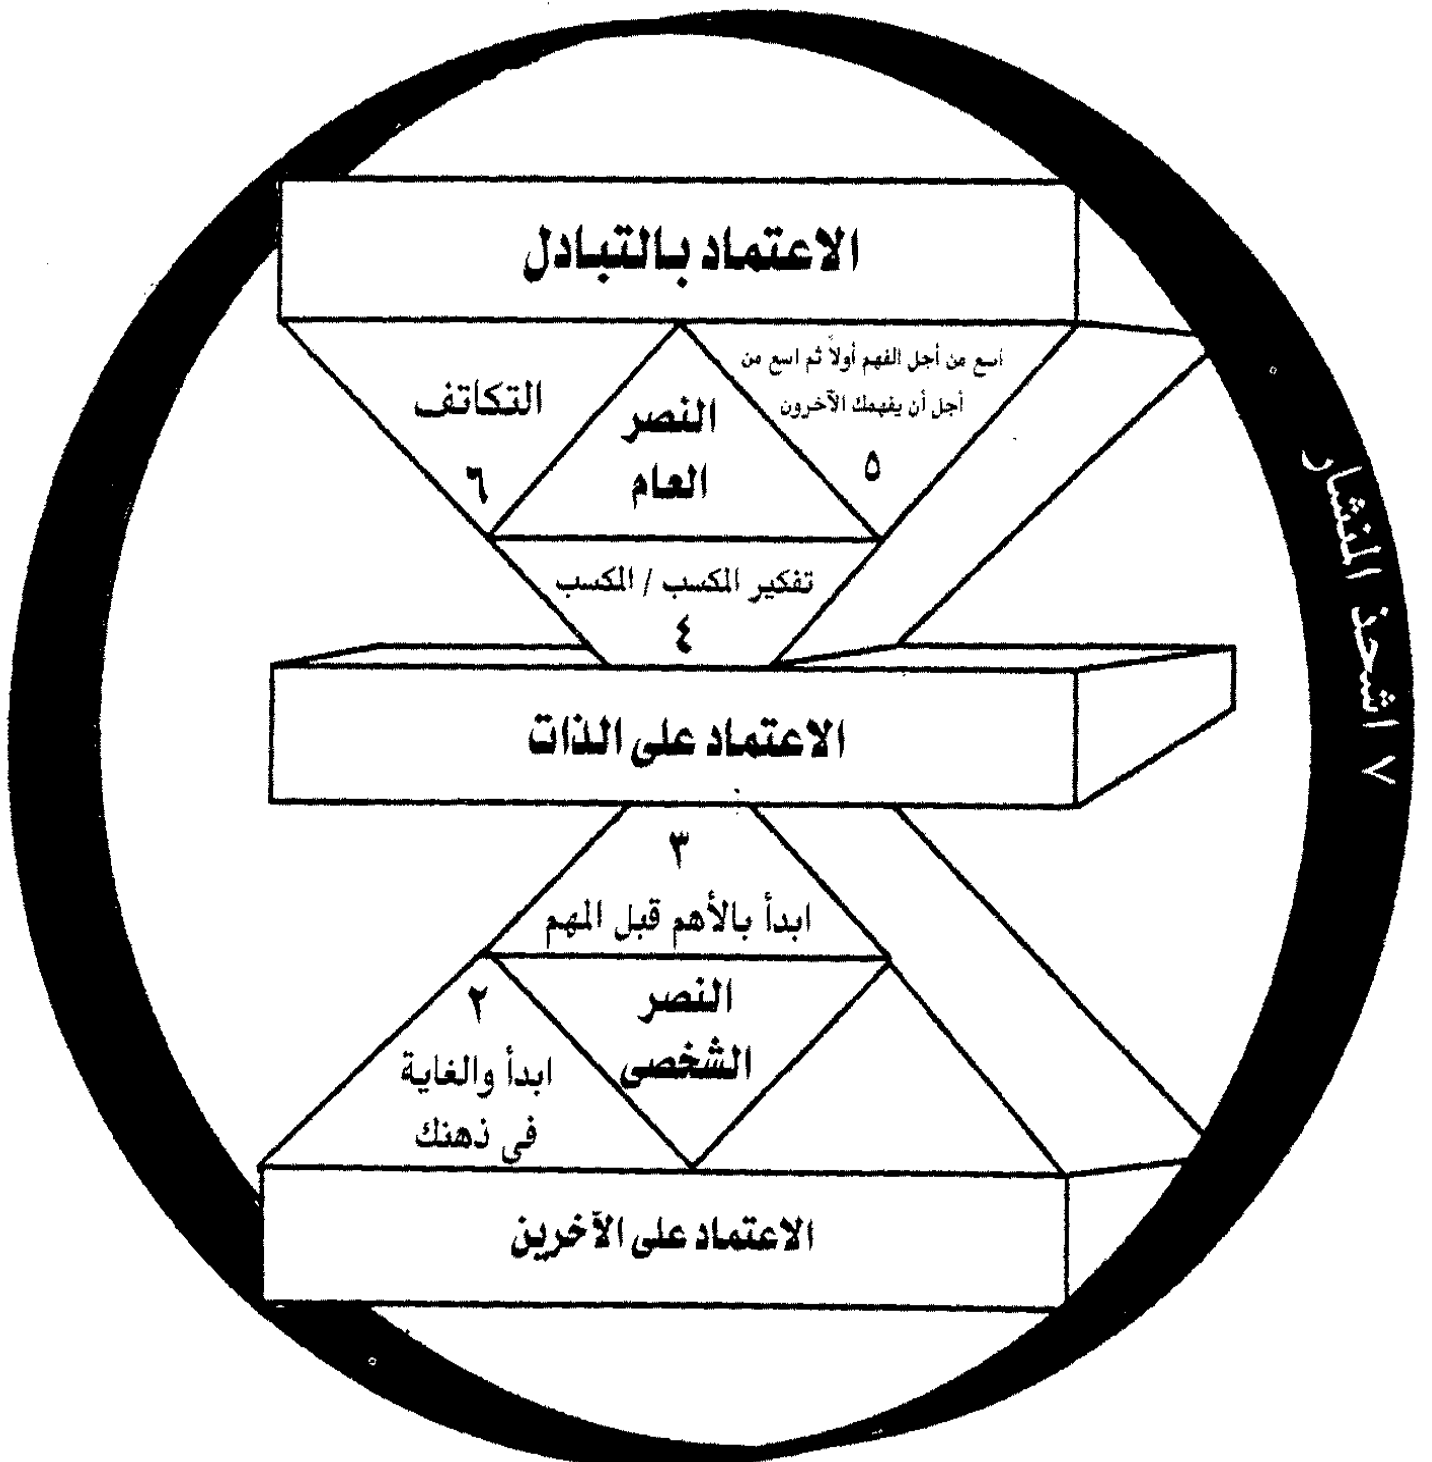 الاعتماد بالتبادل
اسع من أجل الفهم أولاً ثم اسع من
أجل أن يفهمك الآخرون
٥
النصر
العام
التكاتف
٦
تفكير المكسب / المكسب
٤
الاعتماد على الذات
٣
ابدأ بالأهم قبل المهم
النصر
الشخصى
٢
ابدأ والغاية
فى ذهنك
الاعتماد على الآخرين
٧ اشحذ المنشار